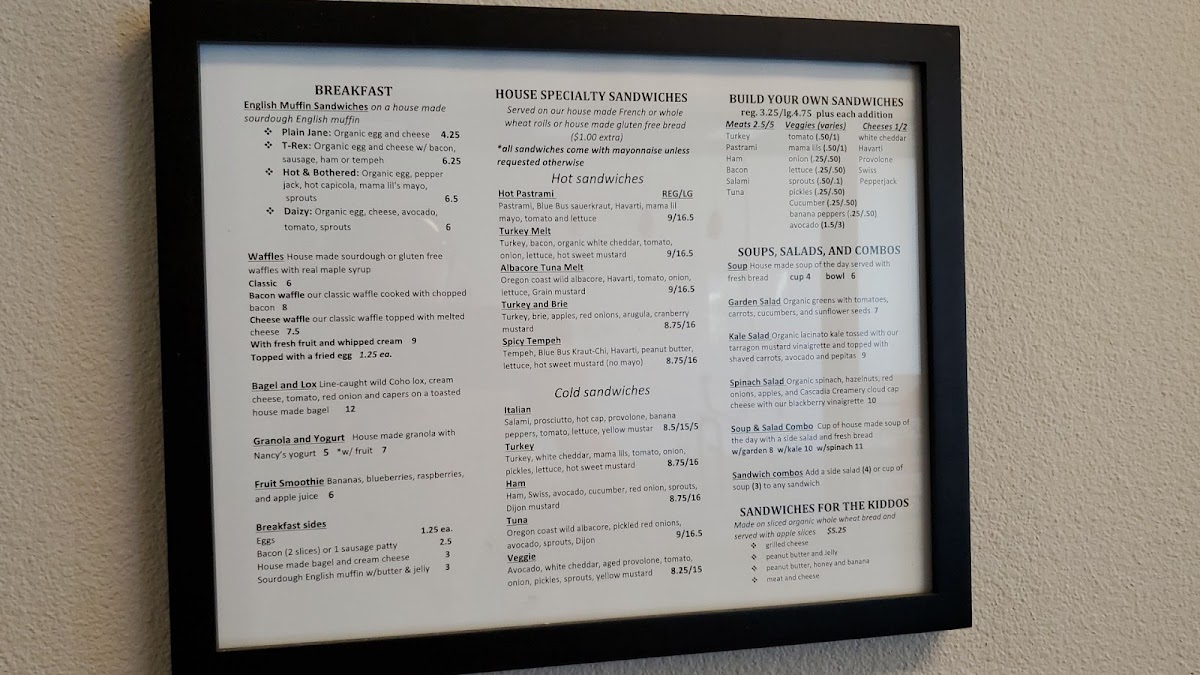 BREAKFAST
English Muffin Sandwiches on a house made
sourdough English muffin
❖ Plain Jane: Organic egg and cheese 4.25
❖ T-Rex: Organic egg and cheese w/ bacon,
sausage, ham or tempeh 6.25
❖ Hot & Bothered: Organic egg, pepper
jack, hot capicola, mama lil's mayo,
sprouts 6.5
❖ Daizy: Organic egg, cheese, avocado,
tomato, sprouts 6
Waffles House made sourdough or gluten free
waffles with real maple syrup
Classic 6
Bacon waffle our classic waffle cooked with chopped
bacon 8
Cheese waffle our classic waffle topped with melted
cheese 7.5
With fresh fruit and whipped cream 9
Topped with a fried egg 1.25 ea.
Bagel and Lox Line-caught wild Coho lox, cream
cheese, tomato, red onion and capers on a toasted
house made bagel 12
Granola and Yogurt House made granola with
Nancy's yogurt 5 *w/ fruit 7
Fruit Smoothie Bananas, blueberries, raspberries,
and apple juice 6
Breakfast sides
Eggs 1.25 ea.
Bacon (2 slices) or 1 sausage patty 2.5
House made bagel and cream cheese 3
Sourdough English muffin w/butter & jelly 3
HOUSE SPECIALTY SANDWICHES
Served on our house made French or whole
wheat rolls or house made gluten free bread
($1.00 extra)
*all sandwiches come with mayonnaise unless
requested otherwise
Hot sandwiches
Hot Pastrami REG/LG
Pastrami, Blue Bus sauerkraut, Havarti, mama lil
mayo, tomato and lettuce 9/16.5
Turkey Melt
Turkey, bacon, organic white cheddar, tomato,
onion, lettuce, hot sweet mustard 9/16.5
Albacore Tuna Melt
Oregon coast wild albacore, Havarti, tomato, onion,
lettuce, Grain mustard 9/16.5
Turkey and Brie
Turkey, brie, apples, red onions, arugula, cranberry
mustard 8.75/16
Spicy Tempeh
Tempeh, Blue Bus Kraut-Chi, Havarti, peanut butter,
lettuce, hot sweet mustard (no mayo) 8.75/16
Cold sandwiches
Italian
Salami, prosciutto, hot cap, provolone, banana
peppers, tomato, lettuce, yellow mustar 8.5/15/5
Turkey
Turkey, white cheddar, mama lils, tomato, onion,
pickles, lettuce, hot sweet mustard 8.75/16
Ham
Ham, Swiss, avocado, cucumber, red onion, sprouts,
Dijon mustard 8.75/16
Tuna
Oregon coast wild albacore, pickled red onions,
avocado, sprouts, Dijon 9/16.5
Veggie
Avocado, white cheddar, aged provolone, tomato,
onion, pickles, sprouts, yellow mustard 8.25/15
BUILD YOUR OWN SANDWICHES
reg. 3.25/lg.4.75 plus each addition
Meats 2.5/5 Veggies (varies) Cheeses 1/2
Turkey tomato (.50/1) white cheddar
Pastrami mama lils (.50/1) Havarti
Ham onion (.25/.50) Provolone
Bacon lettuce (.25/.50) Swiss
Salami sprouts (.50/.1) Pepperjack
Tuna pickles (.25/.50)
Cucumber (.25/.50)
banana peppers (.25/.50)
avocado (1.5/3)
SOUPS, SALADS, AND COMBOS
Soup House made soup of the day served with
fresh bread cup 4 bowl 6
Garden Salad Organic greens with tomatoes,
carrots, cucumbers, and sunflower seeds 7
Kale Salad Organic lacinato kale tossed with our
tarragon mustard vinaigrette and topped with
shaved carrots, avocado and pepitas 9
Spinach Salad Organic spinach, hazelnuts, red
onions, apples, and Cascadia Creamery cloud cap
cheese with our blackberry vinaigrette 10
Soup & Salad Combo Cup of house made soup of
the day with a side salad and fresh bread
w/garden 8 w/kale 10 w/spinach 11
Sandwich combos Add a side salad (4) or cup of
soup (3) to any sandwich
SANDWICHES FOR THE KIDDOS
Made on sliced organic whole wheat bread and
served with apple slices $5.25
❖ grilled cheese
❖ peanut butter and jelly
❖ peanut butter, honey and banana
❖ meat and cheese